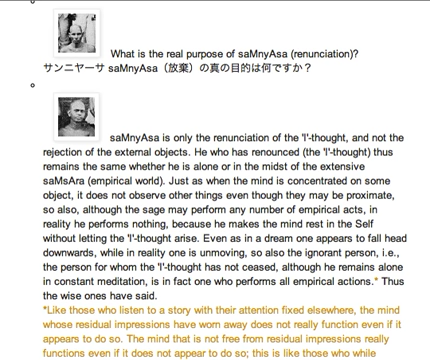 What is the real purpose of saMnyAsa (renunciation)?
サンニヤーサ saMnyAsa（放棄）の真の目的は何ですか？
saMnyAsa is only the renunciation of the 'I'-thought, and not the
rejection of the external objects. He who has renounced (the 'I'-thought) thus
remains the same whether he is alone or in the midst of the extensive
saMsAra (empirical world). Just as when the mind is concentrated on some
object, it does not observe other things even though they may be proximate,
so also, although the sage may perform any number of empirical acts, in
reality he performs nothing, because he makes the mind rest in the Self
without letting the 'I'-thought arise. Even as in a dream one appears to fall head
downwards, while in reality one is unmoving, so also the ignorant person, i.e.,
the person for whom the 'I'-thought has not ceased, although he remains alone
in constant meditation, is in fact one who performs all empirical actions.* Thus
the wise ones have said.
*Like those who listen to a story with their attention fixed elsewhere, the mind
whose residual impressions have worn away does not really function even if it
appears to do so. The mind that is not free from residual impressions really
functions even if it does not appear to do so; this is like those who while